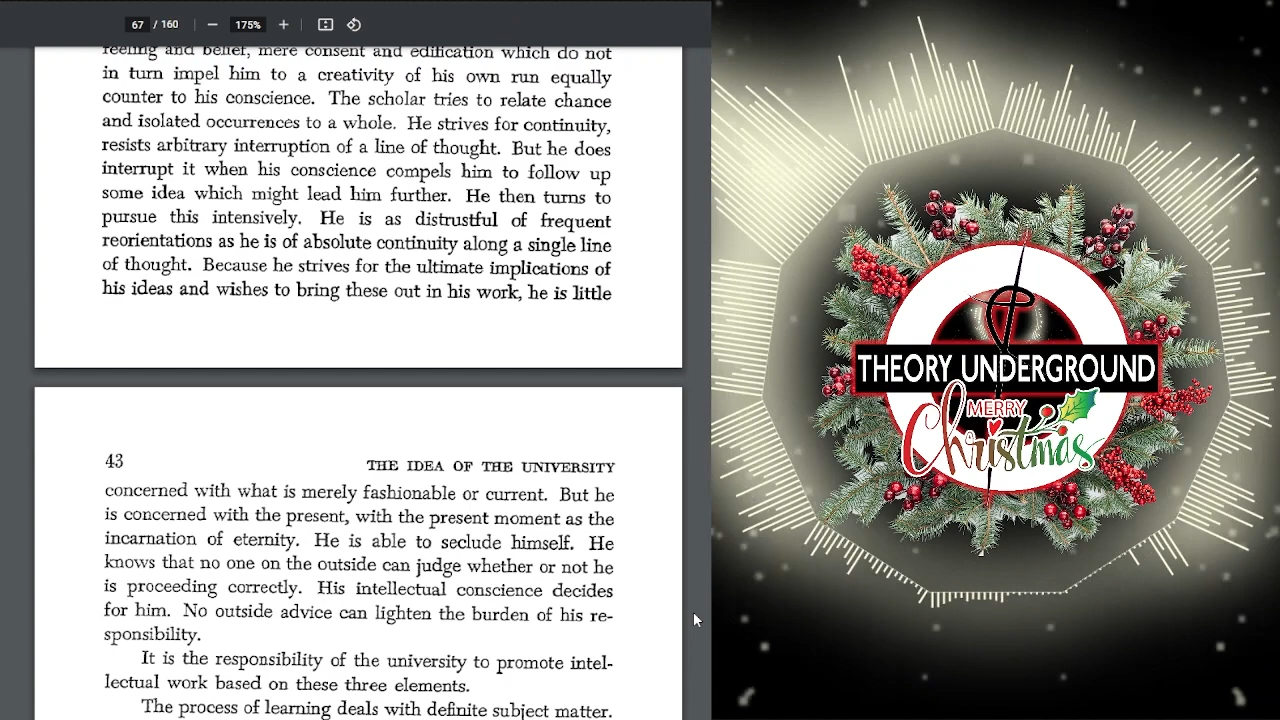 67 / 160
175%
feeling and belief, mere consent and edification which do not
in turn impel him to a creativity of his own run equally
counter to his conscience. The scholar tries to relate chance
and isolated occurrences to a whole. He strives for continuity,
resists arbitrary interruption of a line of thought. But he does
interrupt it when his conscience compels him to follow up
some idea which might lead him further. He then turns to
pursue this intensively. He is as distrustful of frequent
reorientations as he is of absolute continuity along a single line
of thought. Because he strives for the ultimate implications of
his ideas and wishes to bring these out in his work, he is little
43
THE IDEA OF THE UNIVERSITY
concerned with what is merely fashionable or current. But he
is concerned with the present, with the present moment as the
incarnation of eternity. He is able to seclude himself. He
knows that no one on the outside can judge whether or not he
is proceeding correctly. His intellectual conscience decides
for him. No outside advice can lighten the burden of his re-
sponsibility.
It is the responsibility of the university to promote intel-
lectual work based on these three elements.
The process of learning deals with definite subject matter.
THEORY UNDERGROUND
MERRY
Christmas